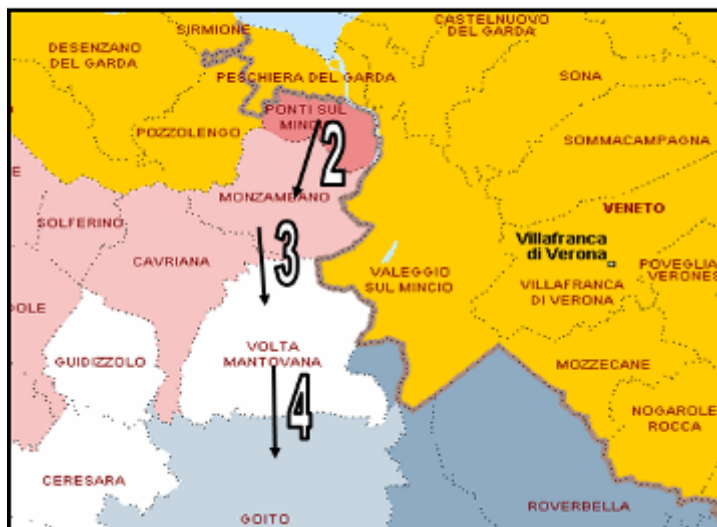 SIRMIONE
CASTELNUOVO
DEL GARDA
DESENZANO
DEL GARDA
PESCHIERA DEL GARDA
SONA
PONTI SUL
MINC
2
POZZOLENGO
SOMMACAMPAGNA
MONZAMBANO
VENETO
SOLFERINO
3
Villafranca
di Verona
CAVRIANA
VALEGGIO
SUL MINCIO
POVEGLIA
VERONES
VILLAFRANCA
DI VERONA
OLE
VOLTA
MANTOVANA
GUIDIZZOLO
MOZZECANE
4
NOGAROLE
ROCCA
CERESARA
GOITO
ROVERBELLA